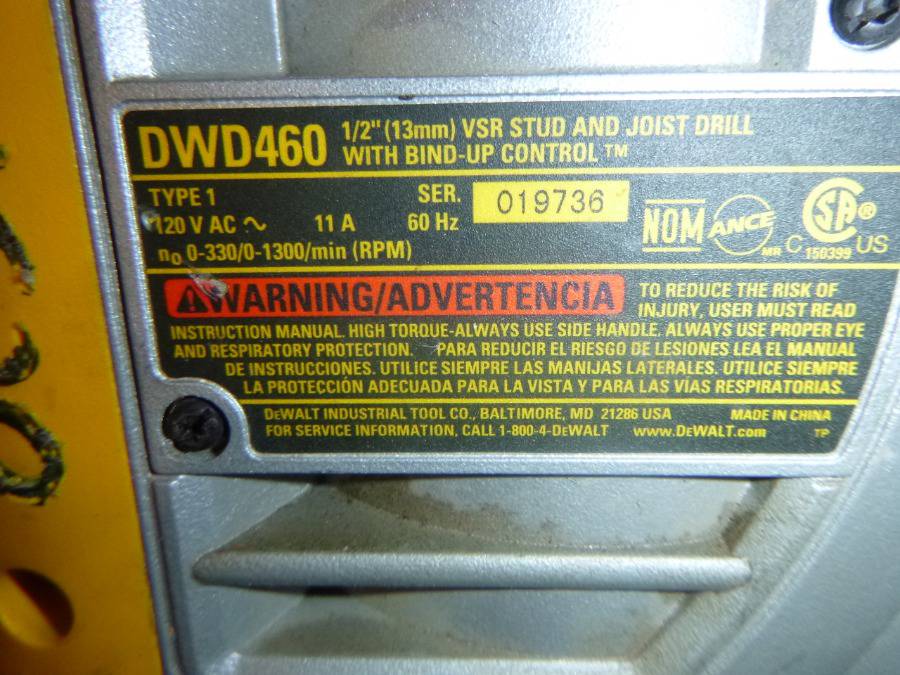 DWD460 1/2" (13mm) VSR STUD AND JOIST DRILL
WITH BIND-UP CONTROL™
TYPE 1 SER. 019736
120 V AC ~ 11 A 60 Hz
n₀ 0-330/0-1300/min (RPM)
NOM ANCE MR C SA® 150399 US
⚠WARNING/ADVERTENCIA TO REDUCE THE RISK OF
INJURY, USER MUST READ
INSTRUCTION MANUAL. HIGH TORQUE-ALWAYS USE SIDE HANDLE. ALWAYS USE PROPER EYE
AND RESPIRATORY PROTECTION. PARA REDUCIR EL RIESGO DE LESIONES LEA EL MANUAL
DE INSTRUCCIONES. UTILICE SIEMPRE LAS MANIJAS LATERALES. UTILICE SIEMPRE
LA PROTECCIÓN ADECUADA PARA LA VISTA Y PARA LAS VÍAS RESPIRATORIAS.
DEWALT INDUSTRIAL TOOL CO., BALTIMORE, MD 21286 USA MADE IN CHINA
FOR SERVICE INFORMATION, CALL 1-800-4-DEWALT www.DEWALT.com TP